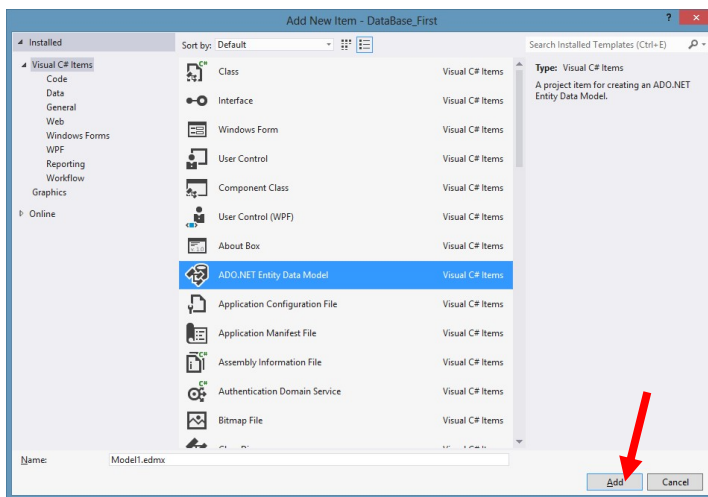 Add New Item - DataBase_First
? ×
Installed
Sort by: Default
Search Installed Templates (Ctrl+E)
Visual C# Items
Code
Data
General
Web
Windows Forms
WPF
Reporting
Workflow
Graphics
Online
Class Visual C# Items
Interface Visual C# Items
Windows Form Visual C# Items
User Control Visual C# Items
Component Class Visual C# Items
User Control (WPF) Visual C# Items
About Box Visual C# Items
ADO.NET Entity Data Model Visual C# Items
Application Configuration File Visual C# Items
Application Manifest File Visual C# Items
Assembly Information File Visual C# Items
Authentication Domain Service Visual C# Items
Bitmap File Visual C# Items
Type: Visual C# Items
A project item for creating an ADO.NET
Entity Data Model.
Name: Model1.edmx
Add Cancel